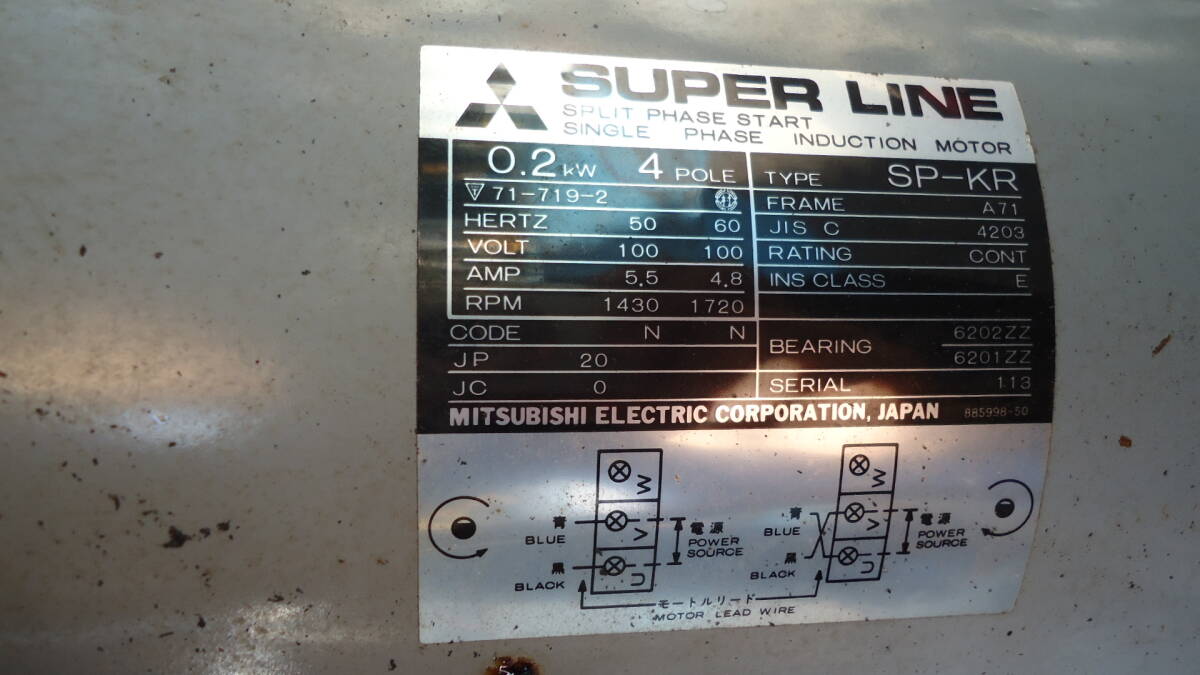 SUPER LINE
SPLIT PHASE START
SINGLE PHASE INDUCTION MOTOR
0.2 kW 4 POLE
71-719-2
HERTZ 50 60
VOLT 100 100
AMP 5.5 4.8
RPM 1430 1720
CODE N N
JP 20
JC 0
TYPE SP-KR
FRAME A71
JIS C 4203
RATING CONT
INS CLASS E
BEARING 6202ZZ
6201ZZ
SERIAL 113
MITSUBISHI ELECTRIC CORPORATION, JAPAN 885998-50
W
青
BLUE
V
電源
POWER
SOURCE
黒
BLACK
U
W
青
BLUE
V
電源
POWER
SOURCE
黒
BLACK
U
モートルリード
MOTOR LEAD WIRE